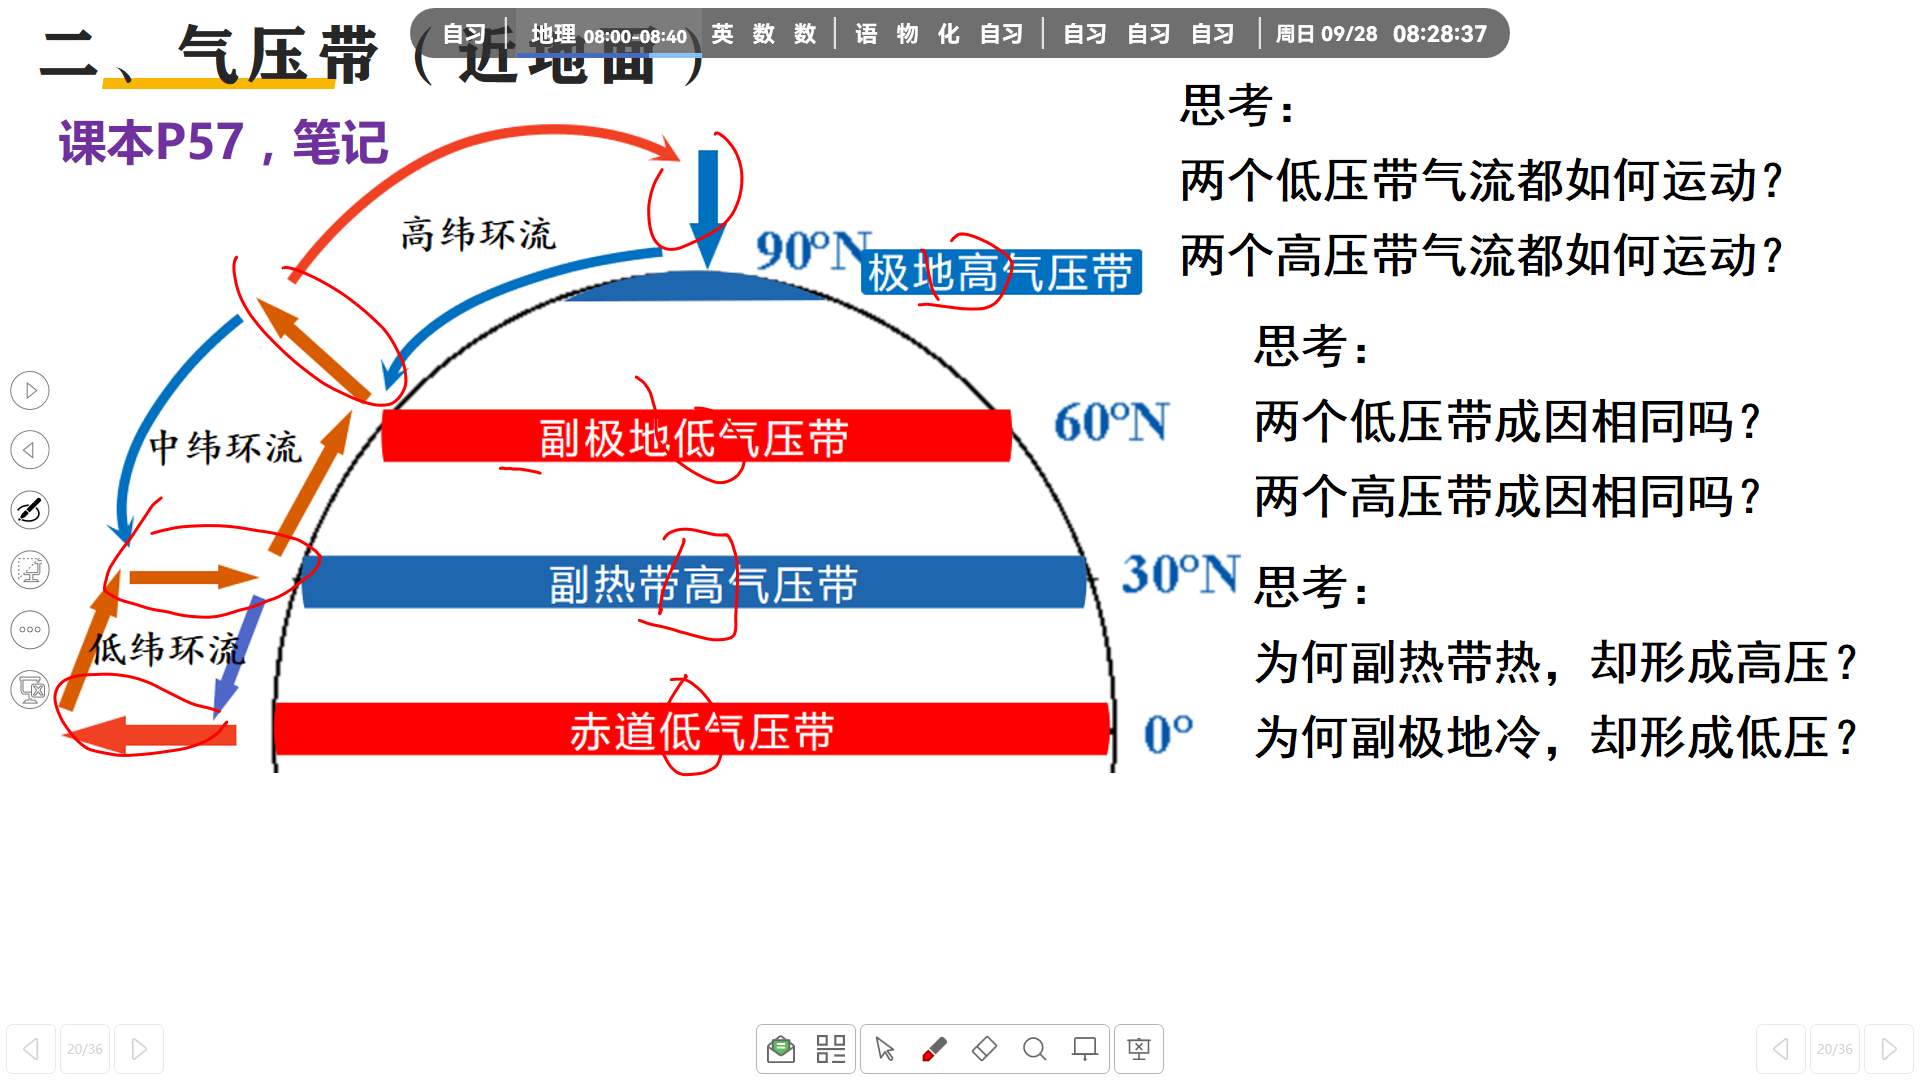 自习 地理 08:00-08:40 英 数 数 语 物 化 自习 自习 自习 自习 周日 09/28 08:28:37
二、气压带（近地面）
课本P57，笔记
思考：
两个低压带气流都如何运动？
两个高压带气流都如何运动？
思考：
两个低压带成因相同吗？
两个高压带成因相同吗？
思考：
为何副热带热，却形成高压？
为何副极地冷，却形成低压？
高纬环流
90°N
极地高气压带
中纬环流
副极地低气压带
60°N
副热带高气压带
30°N
低纬环流
赤道低气压带
0°
20/36
20/36